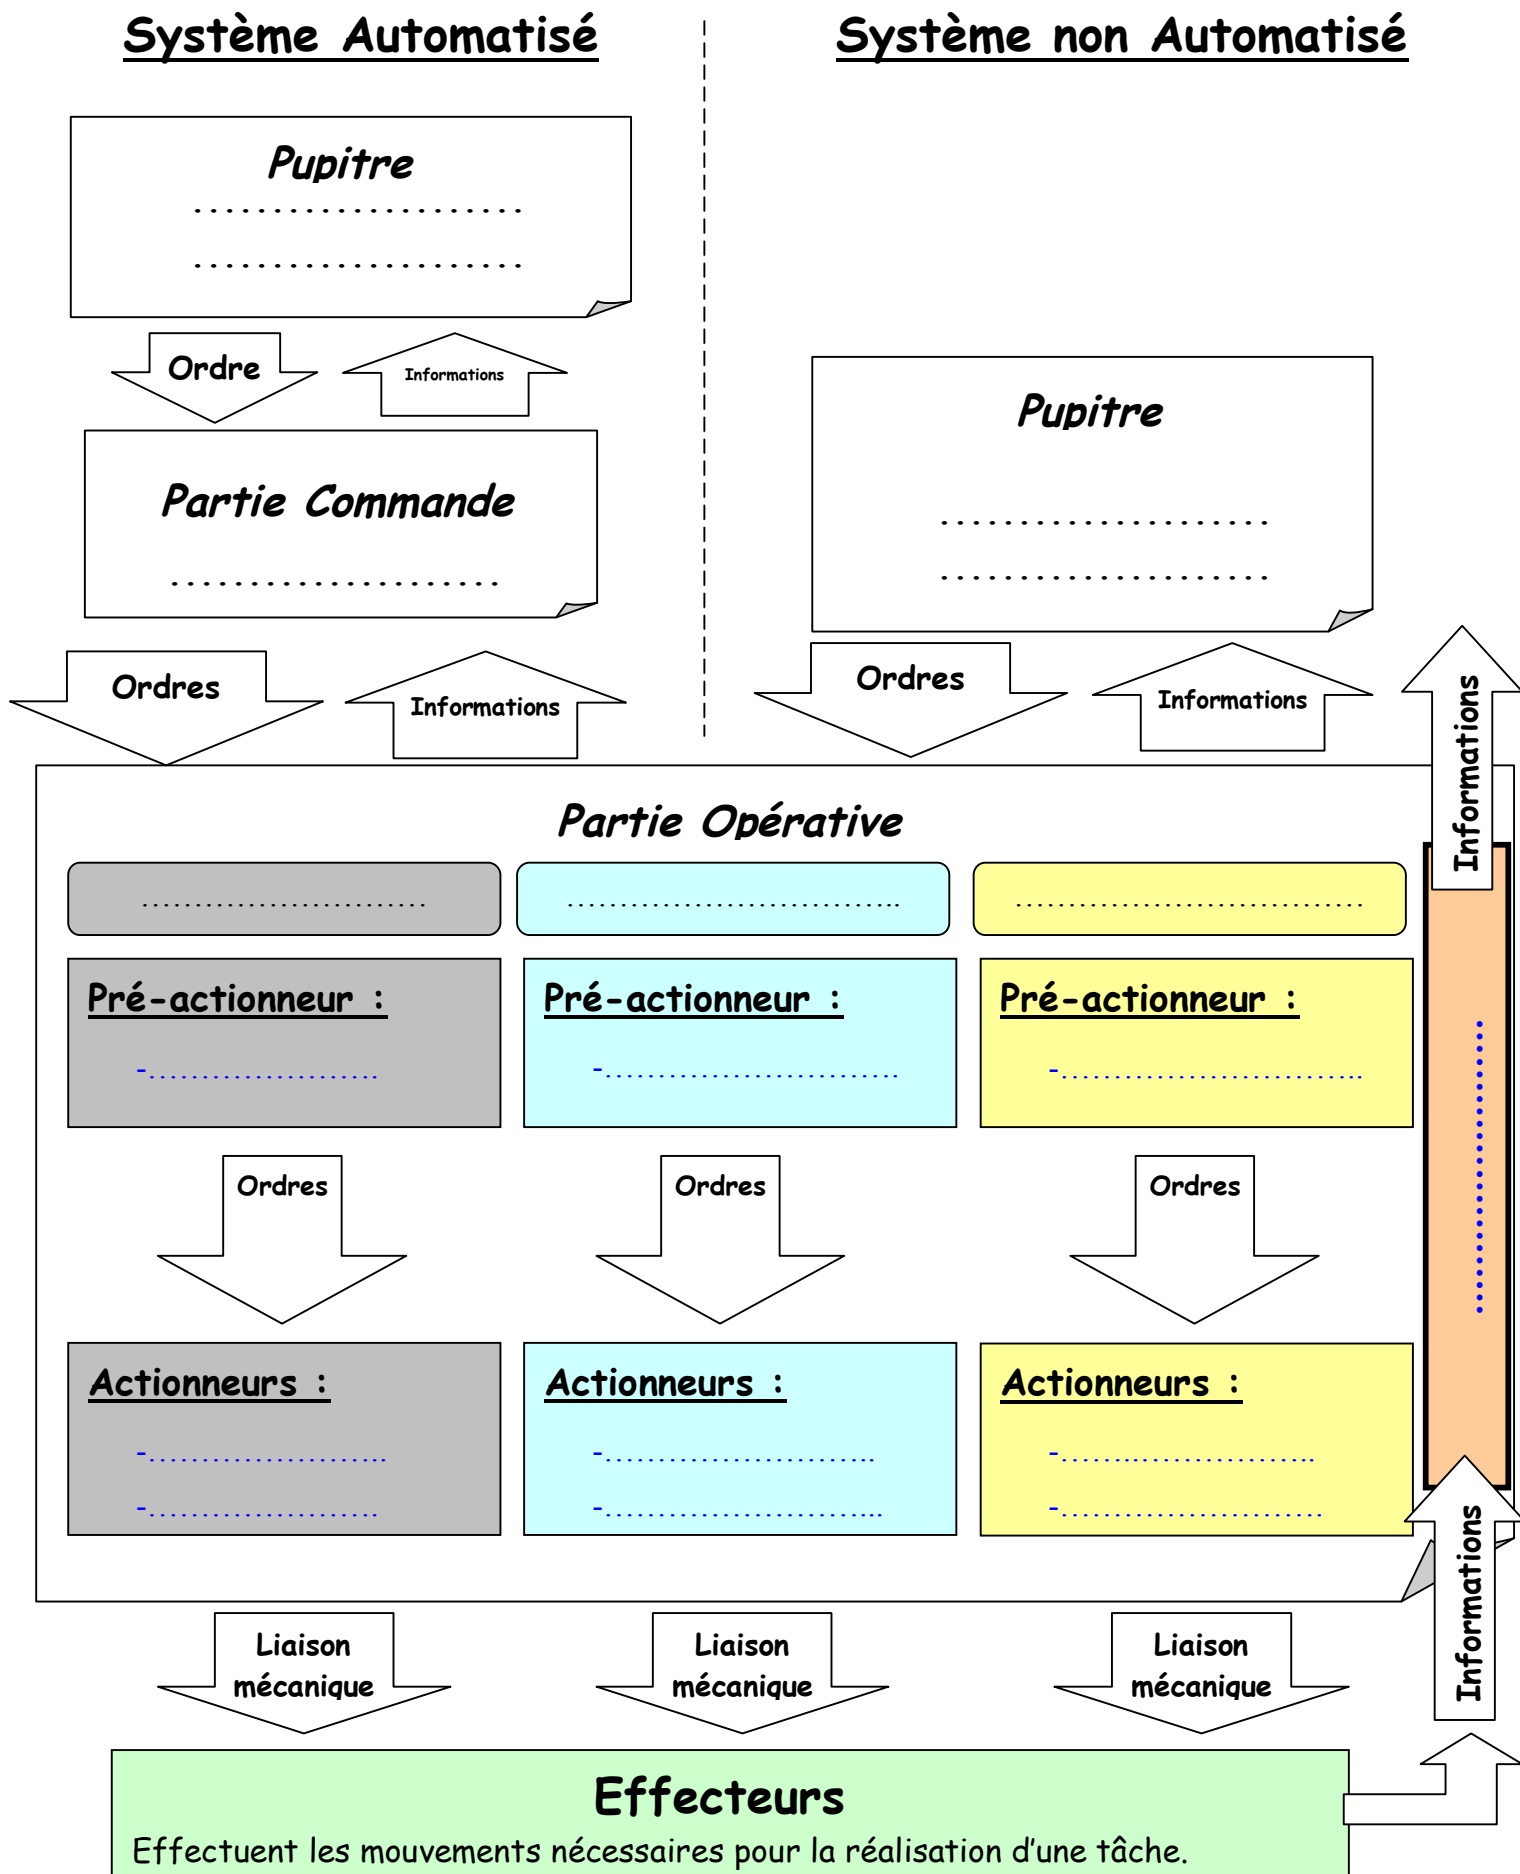 Système Automatisé
Système non Automatisé
Pupitre
.....................
.....................
Ordre
Informations
Partie Commande
.....................
Pupitre
.....................
.....................
Ordres
Informations
Ordres
Informations
Informations
Partie Opérative
...........................
...............................
.................................
Pré-actionneur :
-......................
Pré-actionneur :
-............................
Pré-actionneur :
-.............................
...........................
Ordres
Ordres
Ordres
Actionneurs :
-.......................
-......................
Actionneurs :
-..........................
-...........................
Actionneurs :
-.........................
-.........................
Informations
Liaison
mécanique
Liaison
mécanique
Liaison
mécanique
Effecteurs
Effectuent les mouvements nécessaires pour la réalisation d'une tâche.